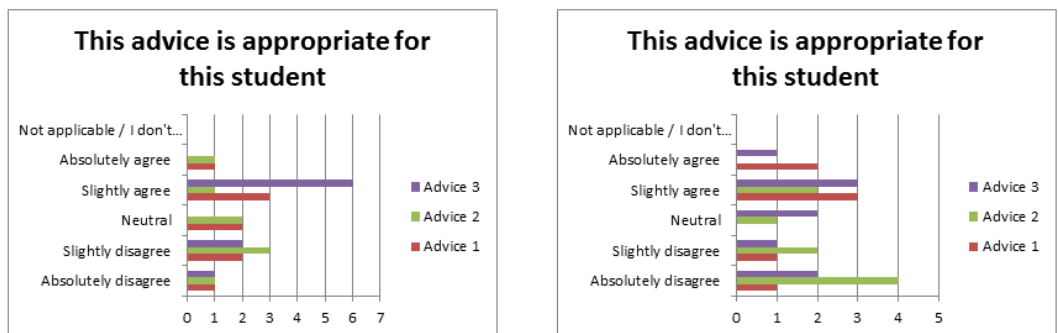 This advice is appropriate for
this student
Not applicable / I don't...
Absolutely agree
Slightly agree
Neutral
Slightly disagree
Absolutely disagree
0 1 2 3 4 5 6 7
Advice 3
Advice 2
Advice 1
This advice is appropriate for
this student
Not applicable / I don't...
Absolutely agree
Slightly agree
Neutral
Slightly disagree
Absolutely disagree
0 1 2 3 4 5
Advice 3
Advice 2
Advice 1